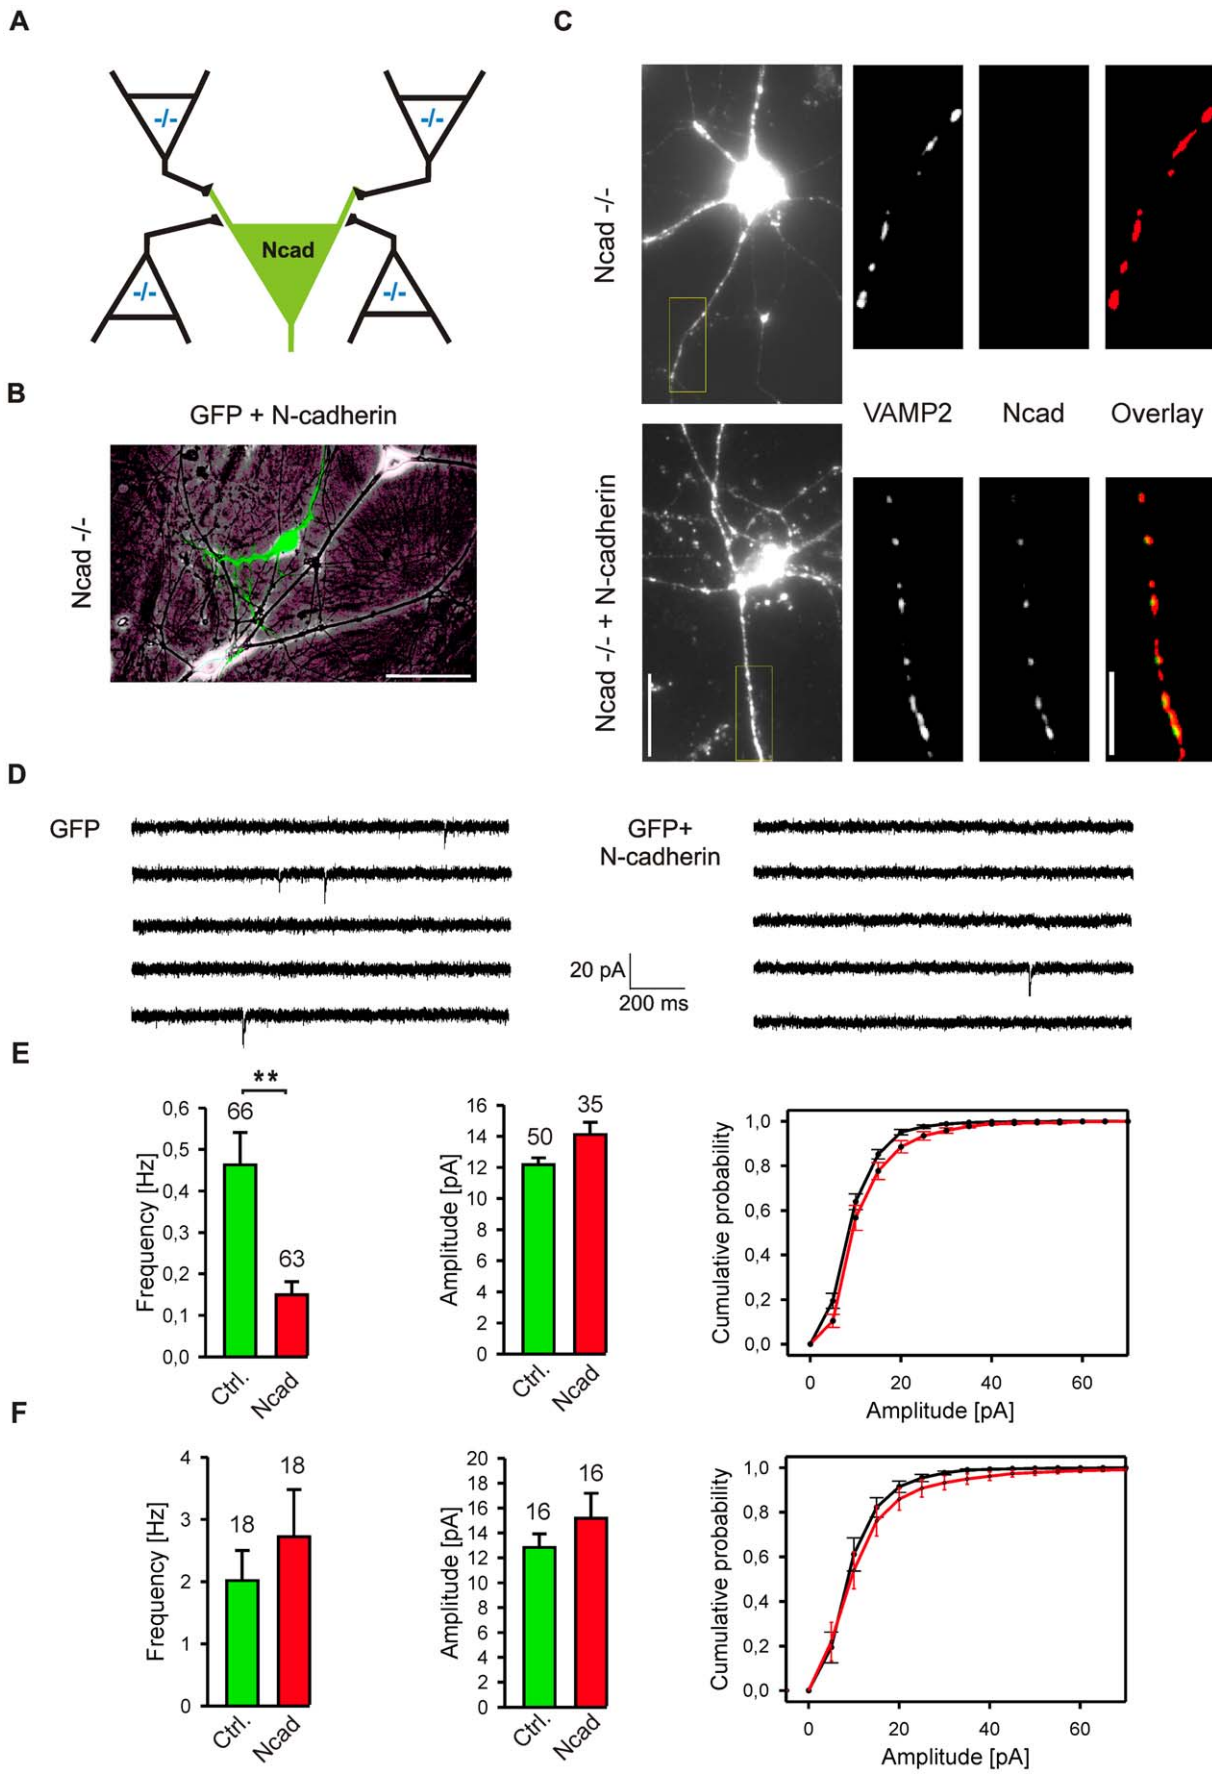 A
C
-/-
-/-
Ncad
-/-
-/-
Ncad -/-
B
GFP + N-cadherin
VAMP2
Ncad
Overlay
Ncad -/-
Ncad -/- + N-cadherin
D
GFP
GFP+
N-cadherin
20 pA
200 ms
E
**
Frequency [Hz]
0,6
0,5
0,4
0,3
0,2
0,1
0,0
66
63
Ctrl.
Ncad
Amplitude [pA]
16
14
12
10
8
6
4
2
0
50
35
Ctrl.
Ncad
Cumulative probability
1,0
0,8
0,6
0,4
0,2
0,0
0
20
40
60
Amplitude [pA]
F
Frequency [Hz]
4
3
2
1
0
18
18
Ctrl.
Ncad
Amplitude [pA]
20
18
16
14
12
10
8
6
4
2
0
16
16
Ctrl.
Ncad
Cumulative probability
1,0
0,8
0,6
0,4
0,2
0,0
0
20
40
60
Amplitude [pA]